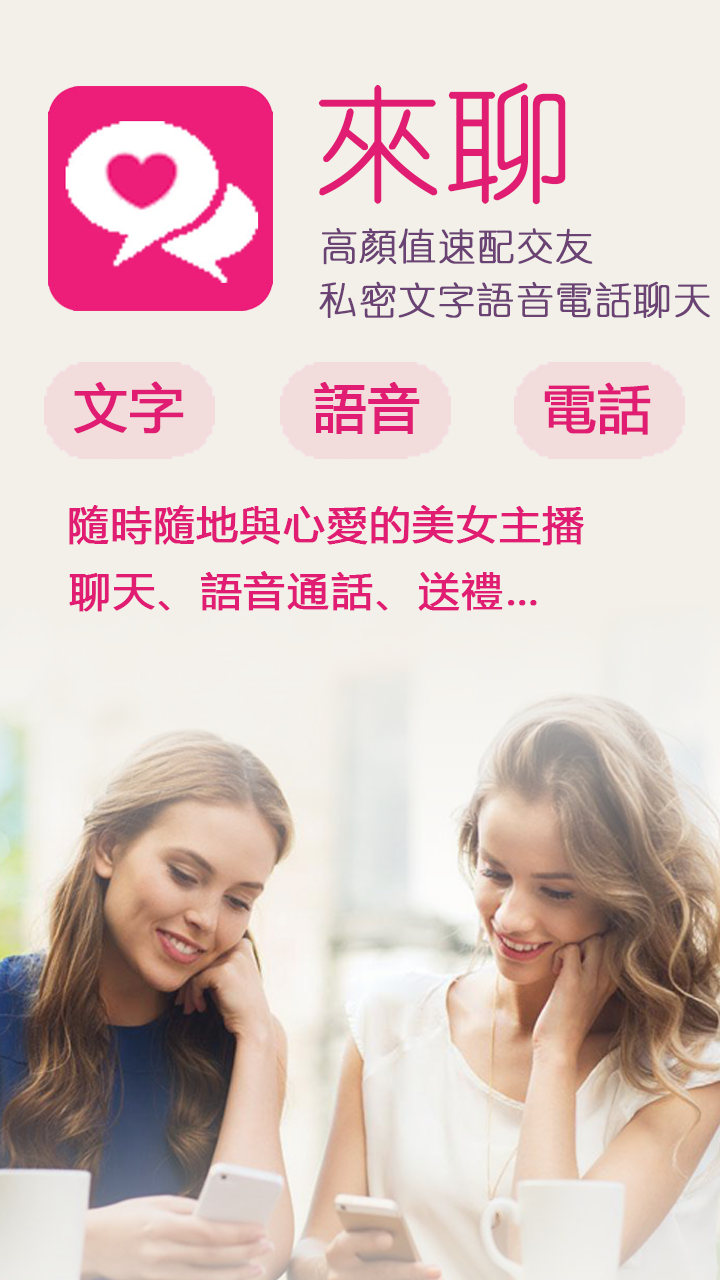 來聊
高顏值速配交友
私密文字語音電話聊天
文字 語音 電話
隨時隨地與心愛的美女主播
聊天、語音通話、送禮...